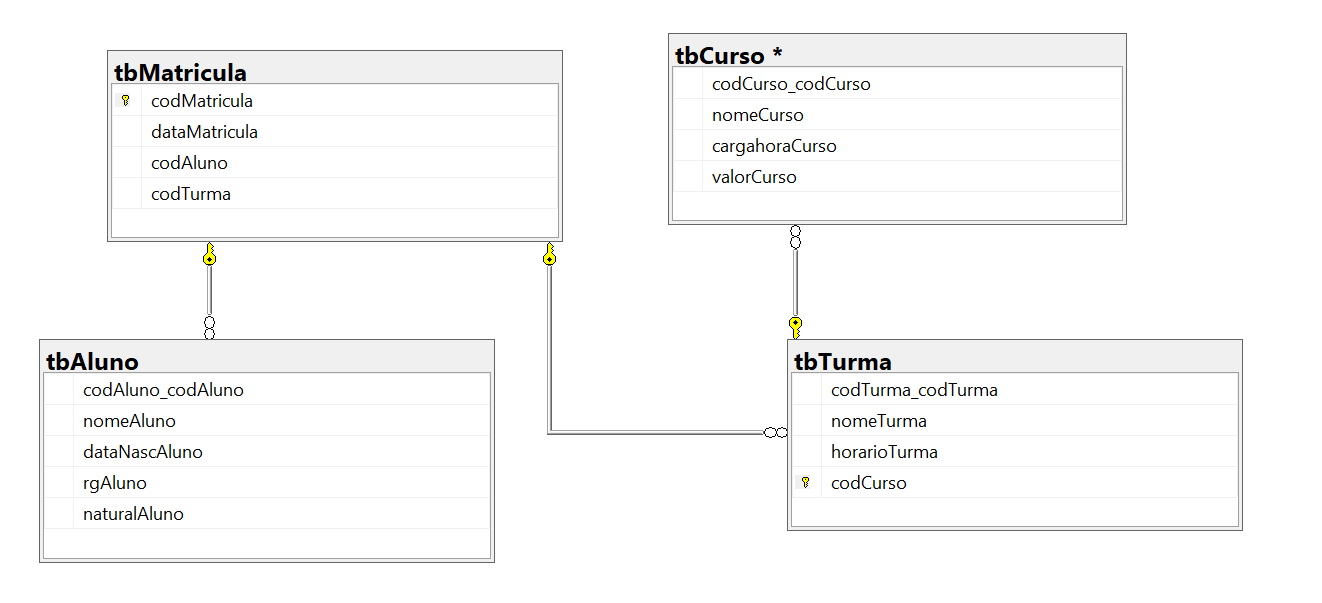 tbMatricula
codMatricula
dataMatricula
codAluno
codTurma
tbCurso *
codCurso_codCurso
nomeCurso
cargahoraCurso
valorCurso
tbAluno
codAluno_codAluno
nomeAluno
dataNascAluno
rgAluno
naturalAluno
tbTurma
codTurma_codTurma
nomeTurma
horarioTurma
codCurso